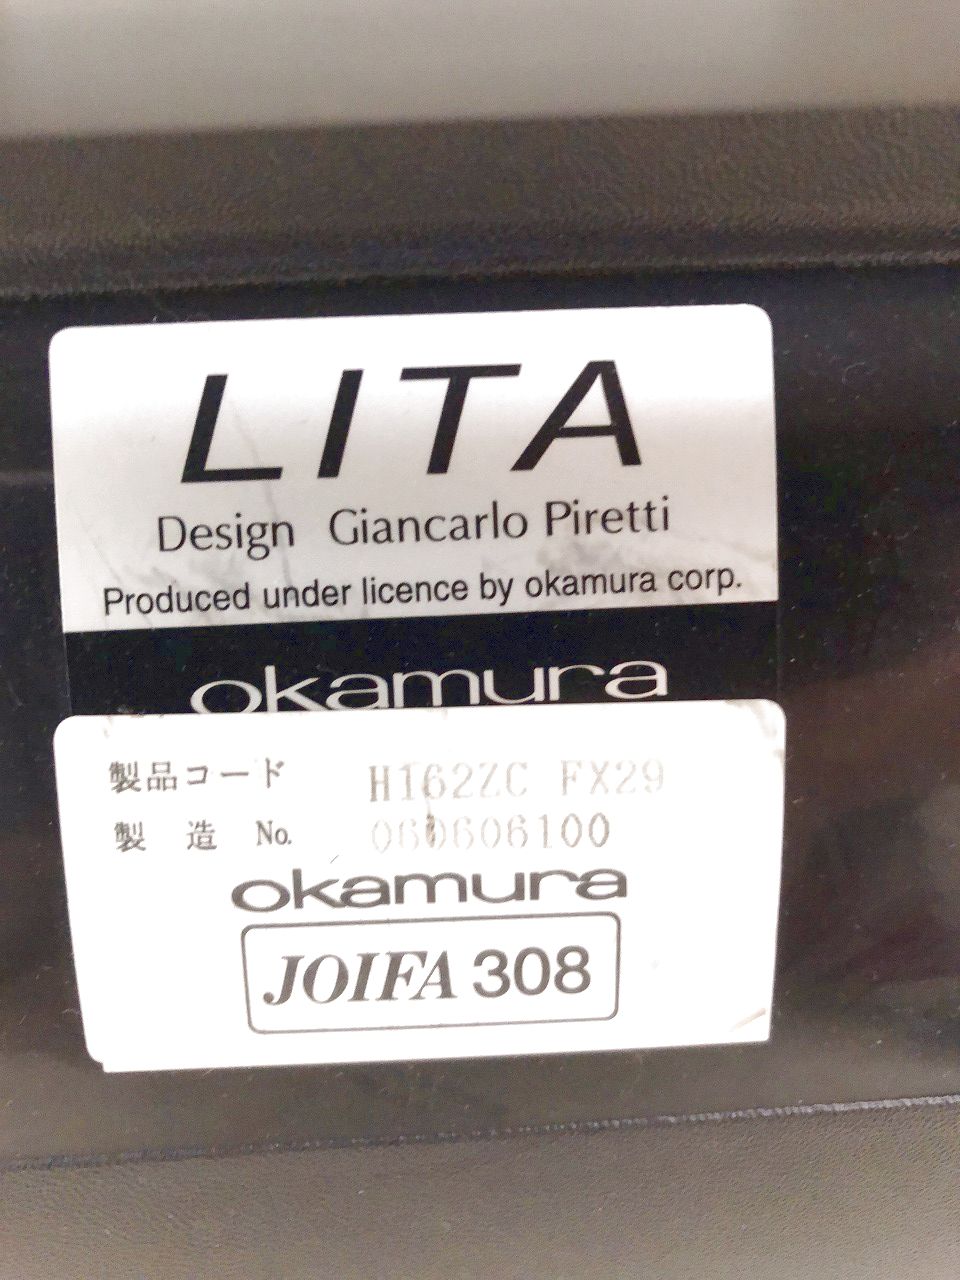 LITA
Design Giancarlo Piretti
Produced under licence by okamura corp.
okamura
製品コード H162ZC FX29
製 造 No. 060606100
okamura
JOIFA 308